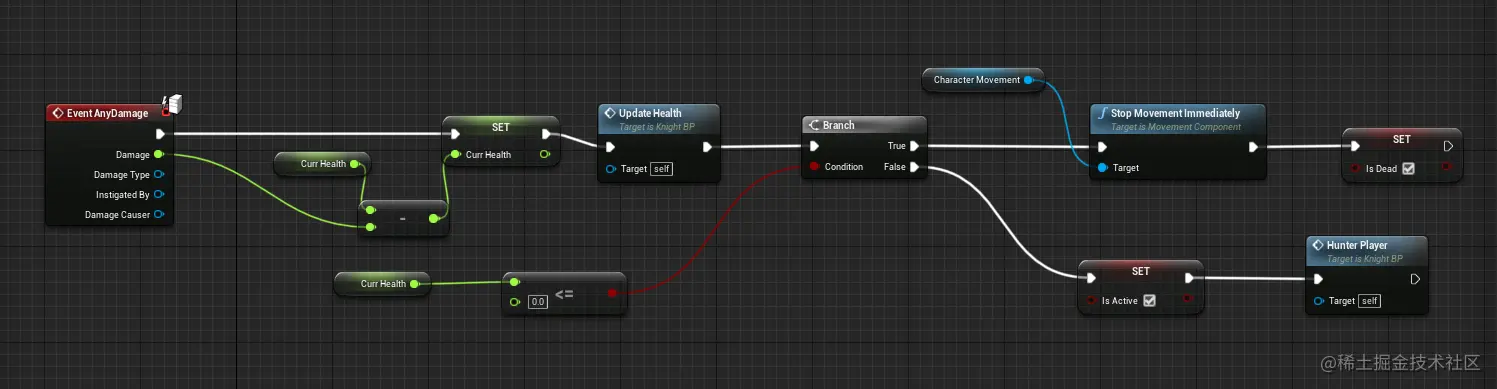 Event AnyDamage
Damage
Damage Type
Instigated By
Damage Causer
Curr Health
-
SET
Curr Health
Curr Health
0.0
<=
Update Health
Target is Knight BP
Target self
Branch
True
Condition
False
Character Movement
Stop Movement Immediately
Target is Movement Component
Target
SET
Is Dead
SET
Is Active
Hunter Player
Target is Knight BP
Target self
@稀土掘金技术社区